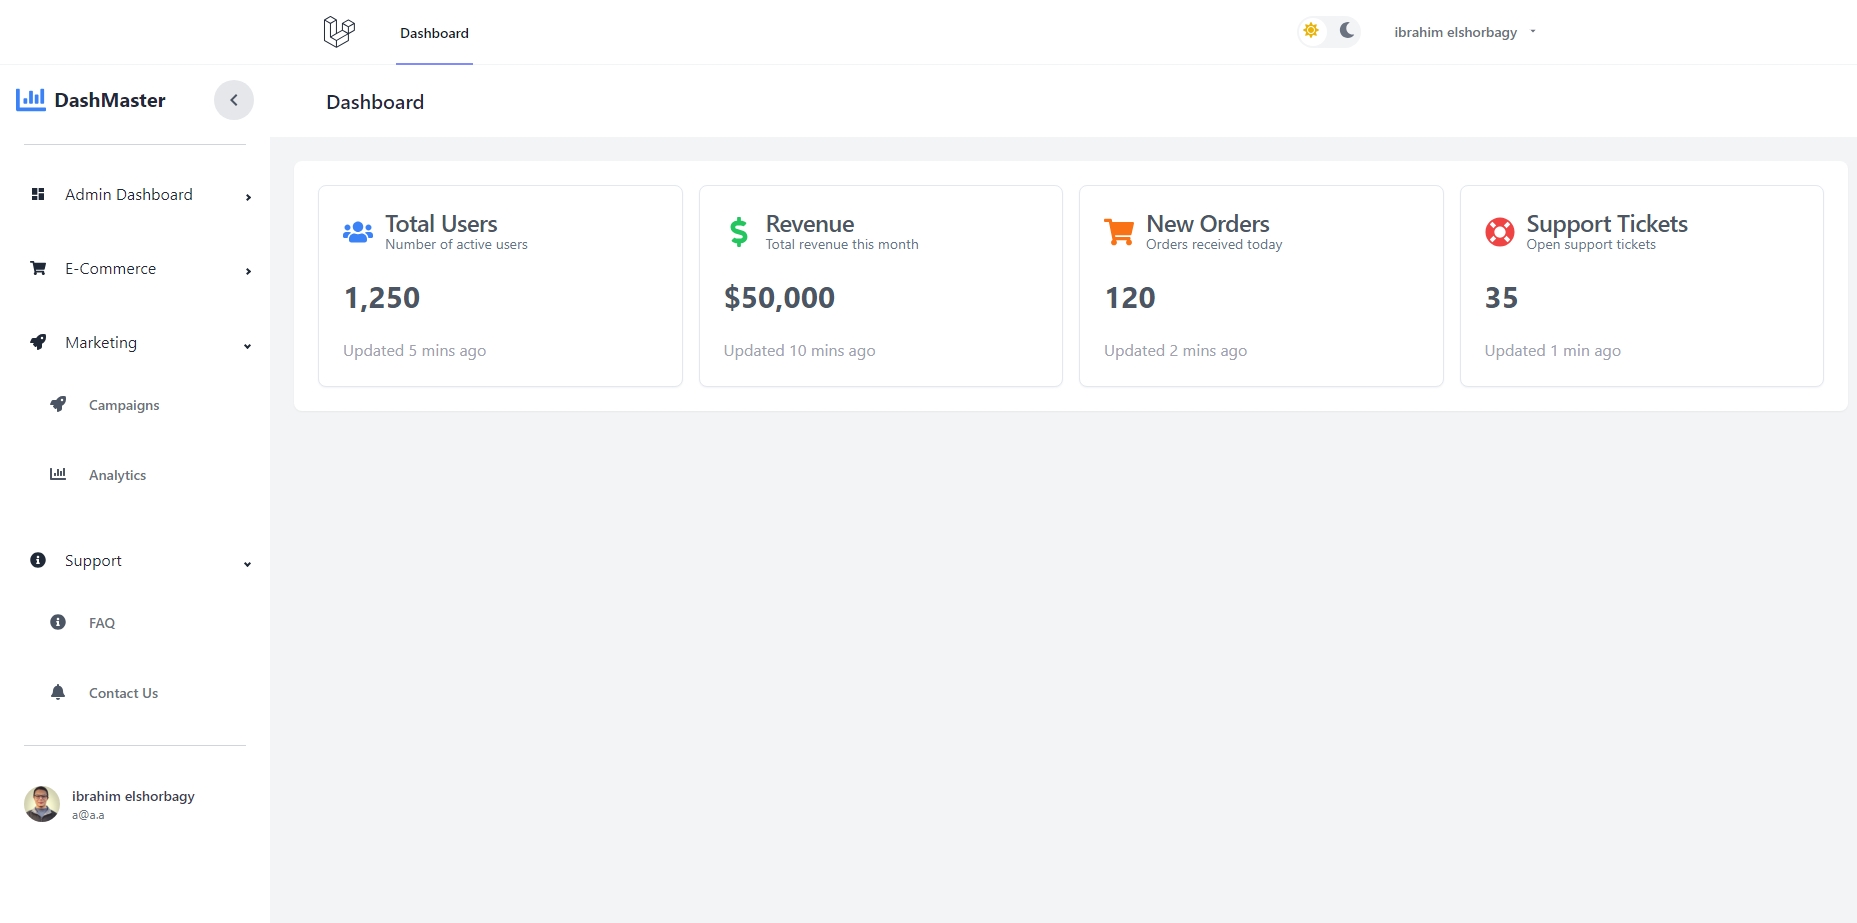 Dashboard
ibrahim elshorbagy
DashMaster
Dashboard
Admin Dashboard
E-Commerce
Marketing
Campaigns
Analytics
Support
FAQ
Contact Us
ibrahim elshorbagy
a@a.a
Total Users
Number of active users
1,250
Updated 5 mins ago
Revenue
Total revenue this month
$50,000
Updated 10 mins ago
New Orders
Orders received today
120
Updated 2 mins ago
Support Tickets
Open support tickets
35
Updated 1 min ago